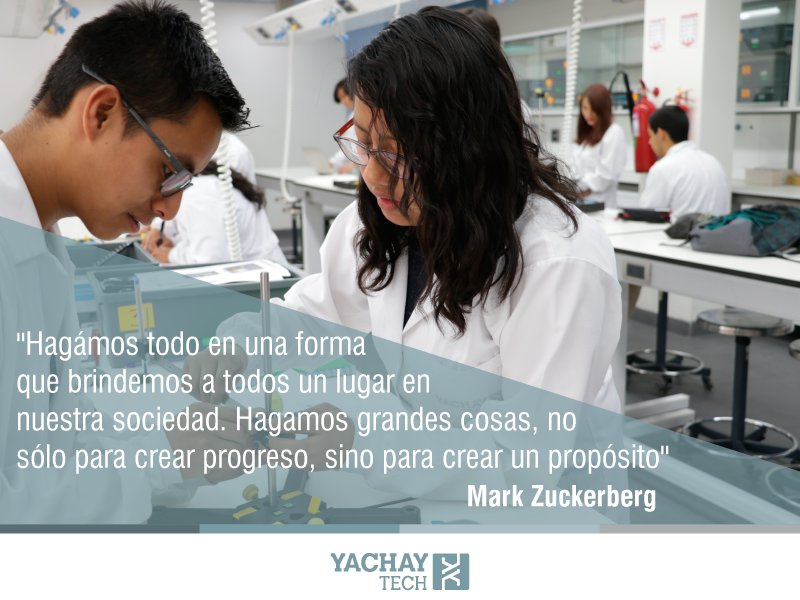 "Hagámos todo en una forma
que brindemos a todos un lugar en
nuestra sociedad. Hagamos grandes cosas, no
sólo para crear progreso, sino para crear un propósito"
Mark Zuckerberg
YACHAY
TECH